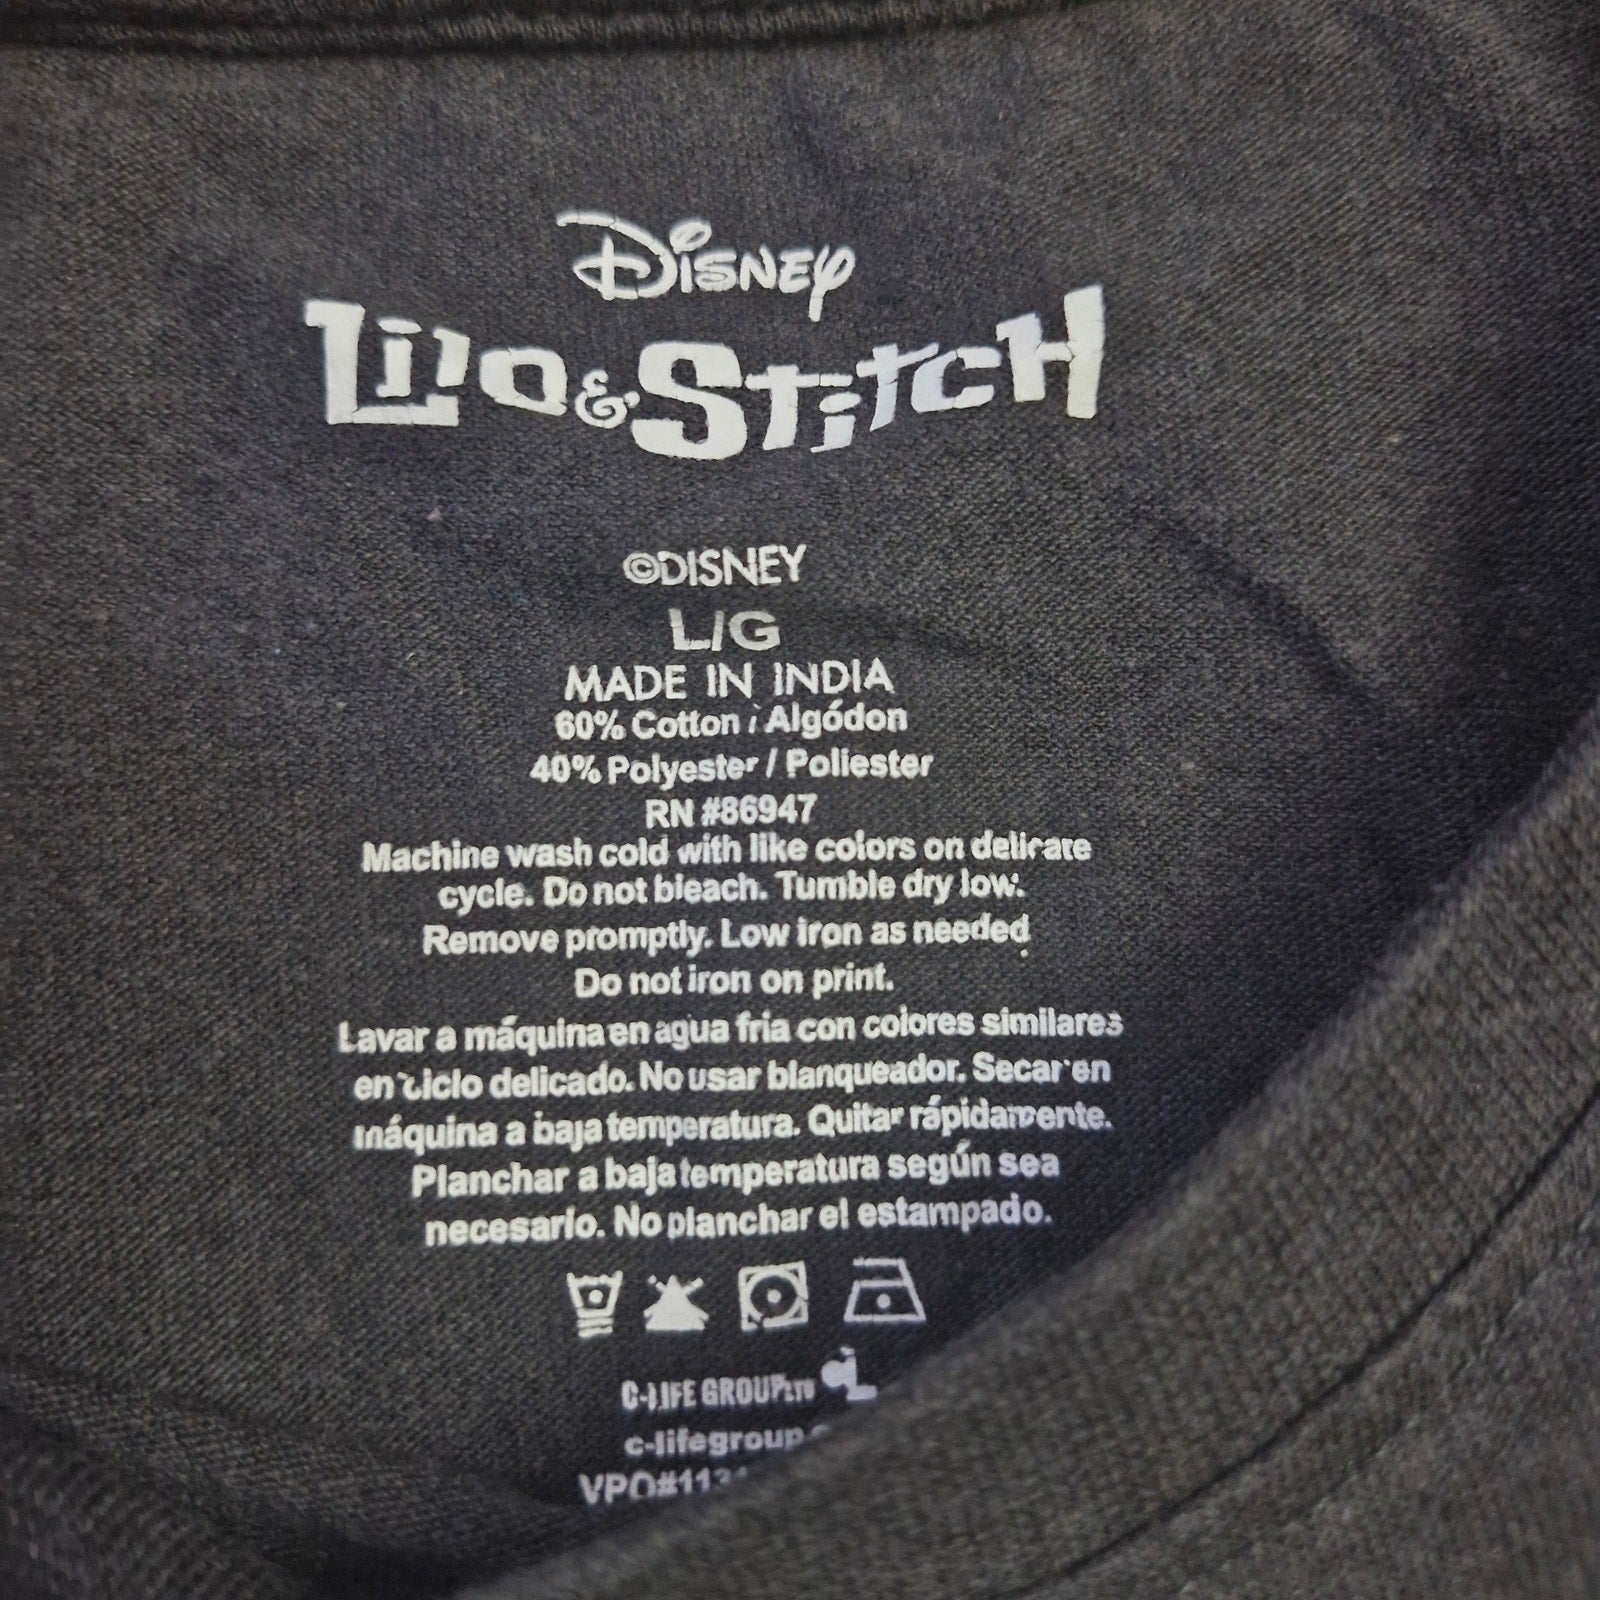 Disney
Lilo & Stitch
©DISNEY
L/G
MADE IN INDIA
60% Cotton / Algódon
40% Polyester / Poliester
RN #86947
Machine wash cold with like colors on delicate
cycle. Do not bleach. Tumble dry low.
Remove promptly. Low iron as needed.
Do not iron on print.
Lavar a máquina en agua fria con colores similares
en ciclo delicado. No usar blanqueador. Secar en
máquina a baja temperatura. Quitar rápidamente.
Planchar a baja temperatura según sea
necesario. No planchar el estampado.
C-LIFE GROUP LTD CL
c-lifegroup